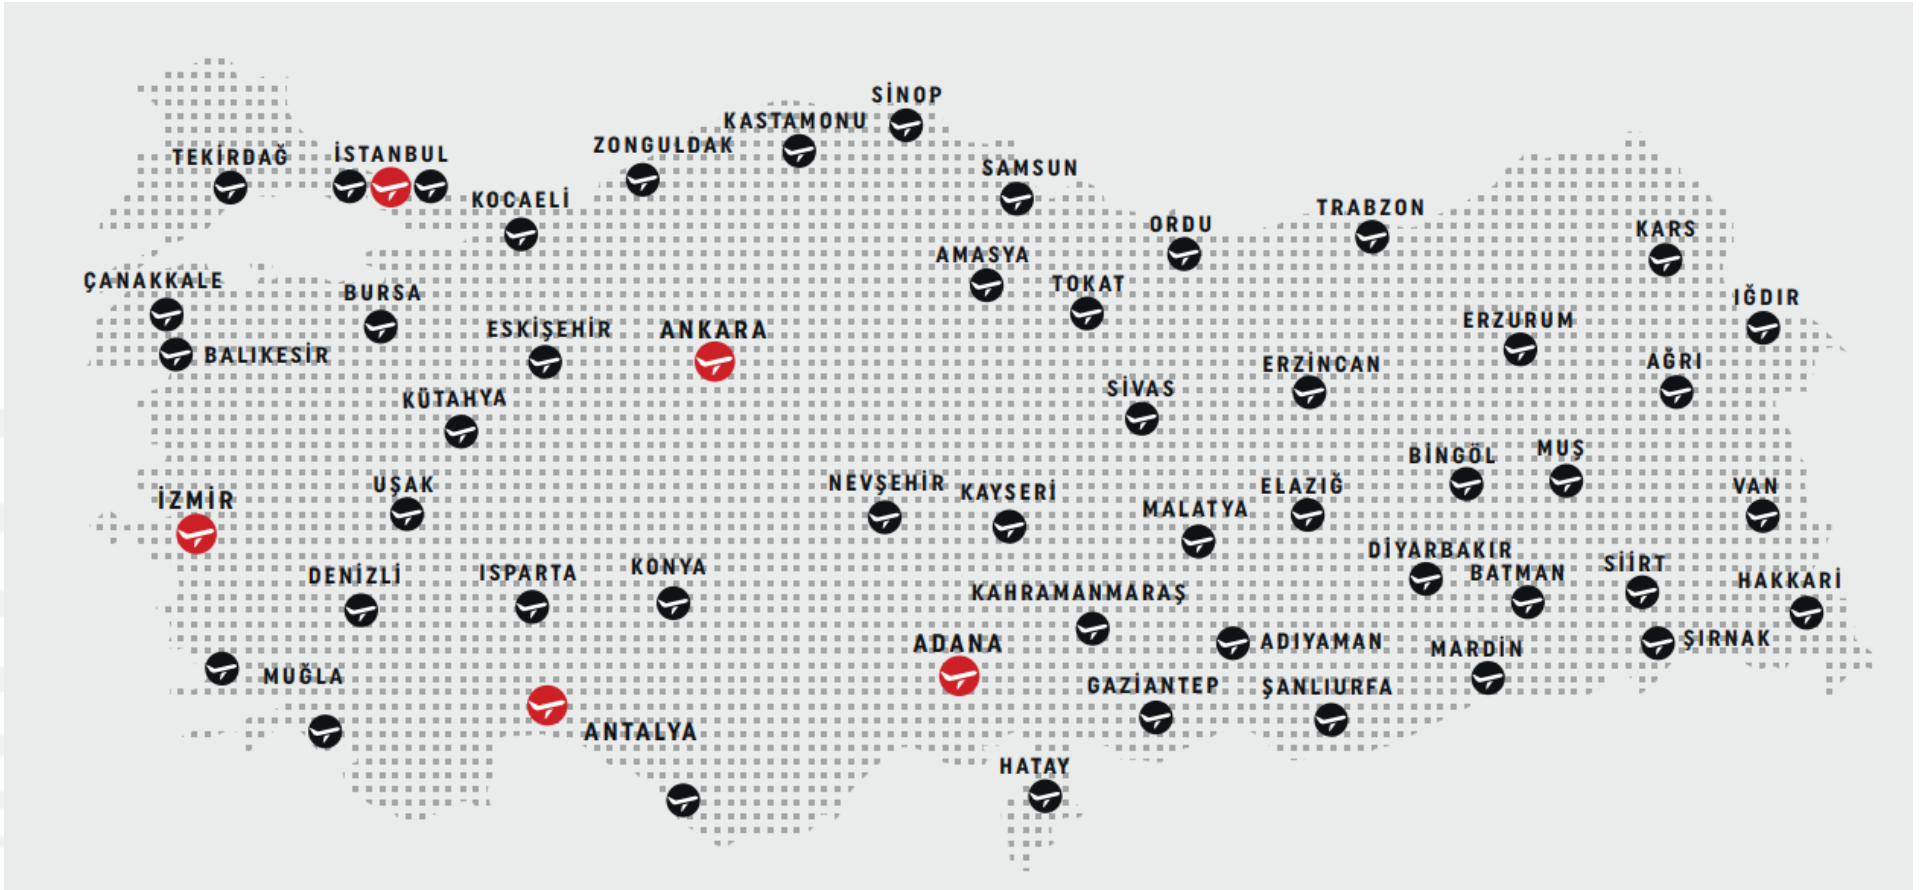 SİNOP
KASTAMONU
ZONGULDAK
TEKİRDAĞ
İSTANBUL
SAMSUN
KOCAELİ
TRABZON
ORDU
KARS
AMASYA
ÇANAKKALE
TOKAT
BURSA
IĞDIR
ERZURUM
ESKİŞEHİR
ANKARA
BALIKESİR
AĞRI
ERZİNCAN
SİVAS
KÜTAHYA
MUŞ
BİNGÖL
NEVŞEHİR
UŞAK
ELAZIĞ
VAN
KAYSERİ
İZMİR
MALATYA
DİYARBAKIR
SİİRT
KONYA
ISPARTA
BATMAN
DENİZLİ
HAKKARİ
KAHRAMANMARAŞ
ŞIRNAK
ADIYAMAN
ADANA
MARDİN
MUĞLA
GAZİANTEP
ŞANLIURFA
ANTALYA
HATAY